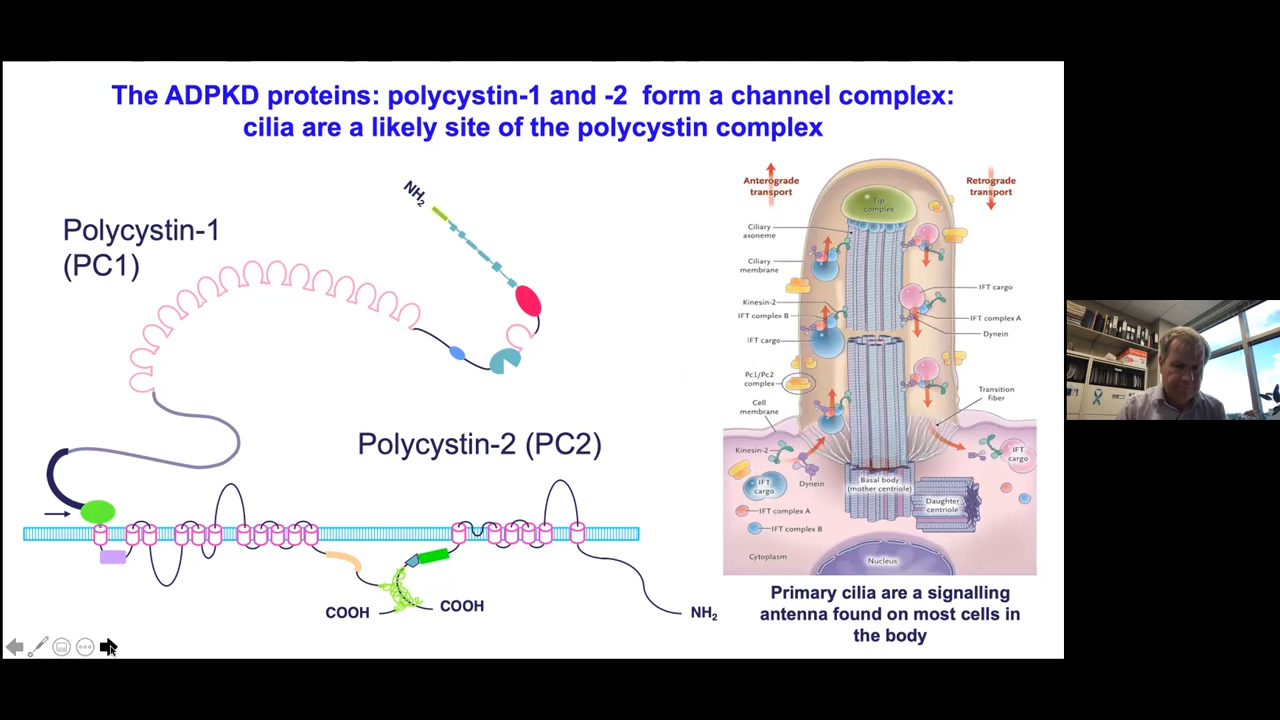 The ADPKD proteins: polycystin-1 and -2 form a channel complex:
cilia are a likely site of the polycystin complex
Polycystin-1
(PC1)
NH2
Polycystin-2 (PC2)
COOH
COOH
NH2
Anterograde
transport
Retrograde
transport
Tip
complex
Ciliary
axoneme
Ciliary
membrane
Kinesin-2
IFT complex B
IFT cargo
Pc1/Pc2
complex
Cell
membrane
Kinesin-2
IFT cargo
IFT complex A
Dynein
Transition
fiber
IFT
cargo
Dynein
IFT
cargo
Basal body
(mother centriole)
Daughter
centriole
IFT complex A
IFT complex B
Cytoplasm
Nucleus
Primary cilia are a signalling
antenna found on most cells in
the body